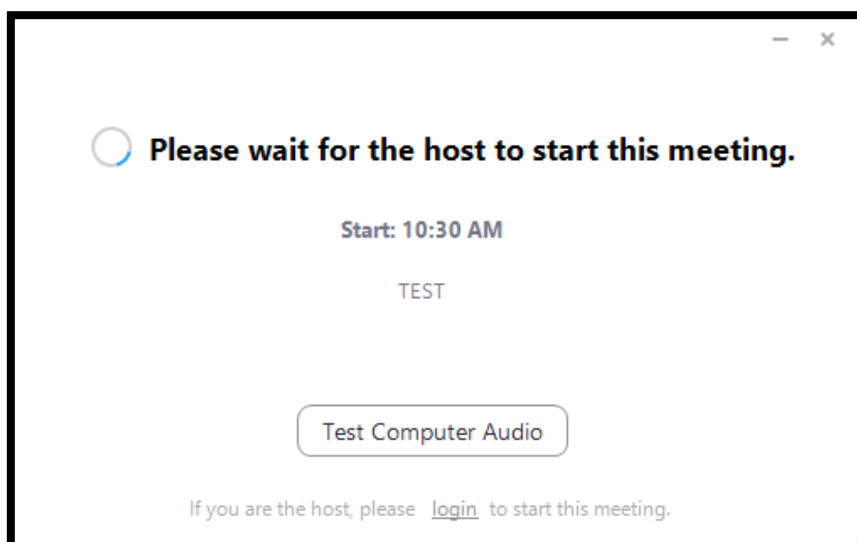 Please wait for the host to start this meeting.
Start: 10:30 AM
TEST
Test Computer Audio
If you are the host, please login to start this meeting.